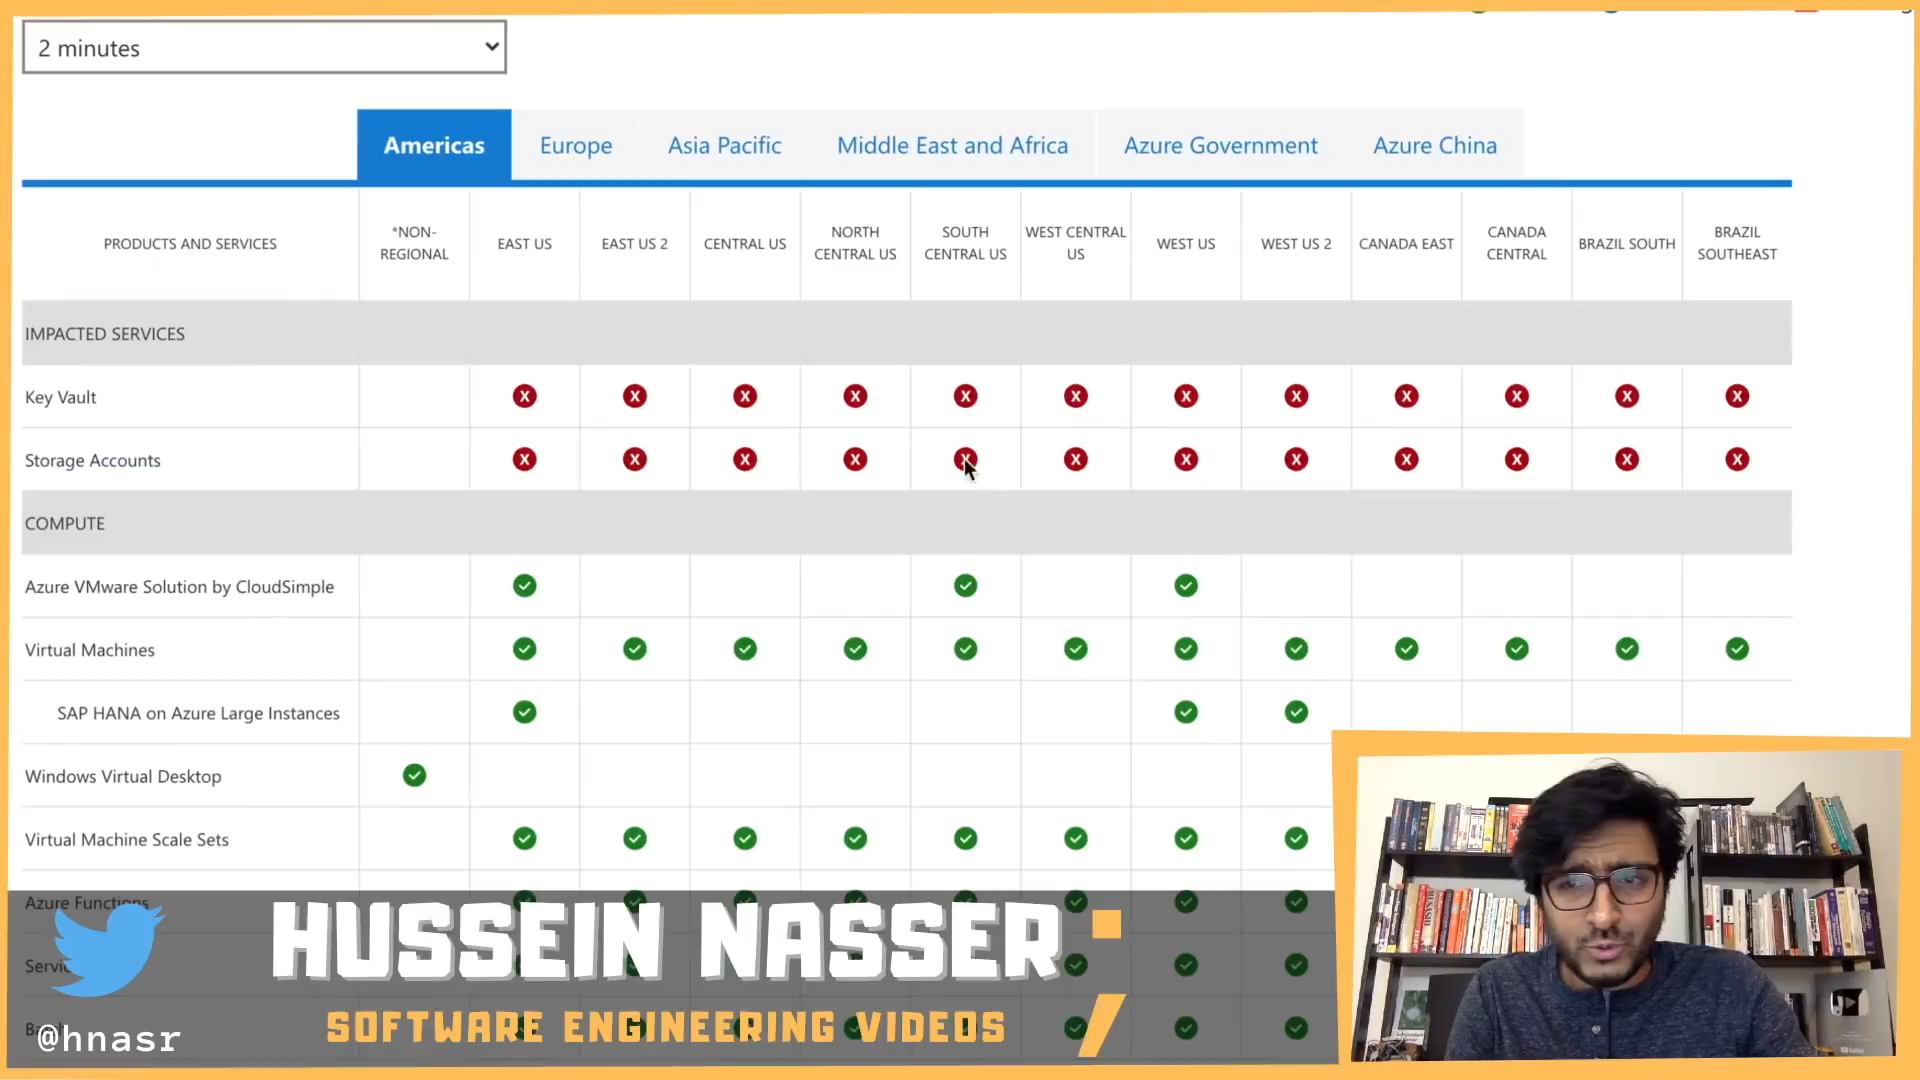 2 minutes
Americas Europe Asia Pacific Middle East and Africa Azure Government Azure China
PRODUCTS AND SERVICES *NON-REGIONAL EAST US EAST US 2 CENTRAL US NORTH CENTRAL US SOUTH CENTRAL US WEST CENTRAL US WEST US WEST US 2 CANADA EAST CANADA CENTRAL BRAZIL SOUTH BRAZIL SOUTHEAST
IMPACTED SERVICES
Key Vault X X X X X X X X X X X X
Storage Accounts X X X X X X X X X X X X
COMPUTE
Azure VMware Solution by CloudSimple
Virtual Machines
SAP HANA on Azure Large Instances
Windows Virtual Desktop
Virtual Machine Scale Sets
Azure Functions
HUSSEIN NASSER;
@hnasr
SOFTWARE ENGINEERING VIDEOS